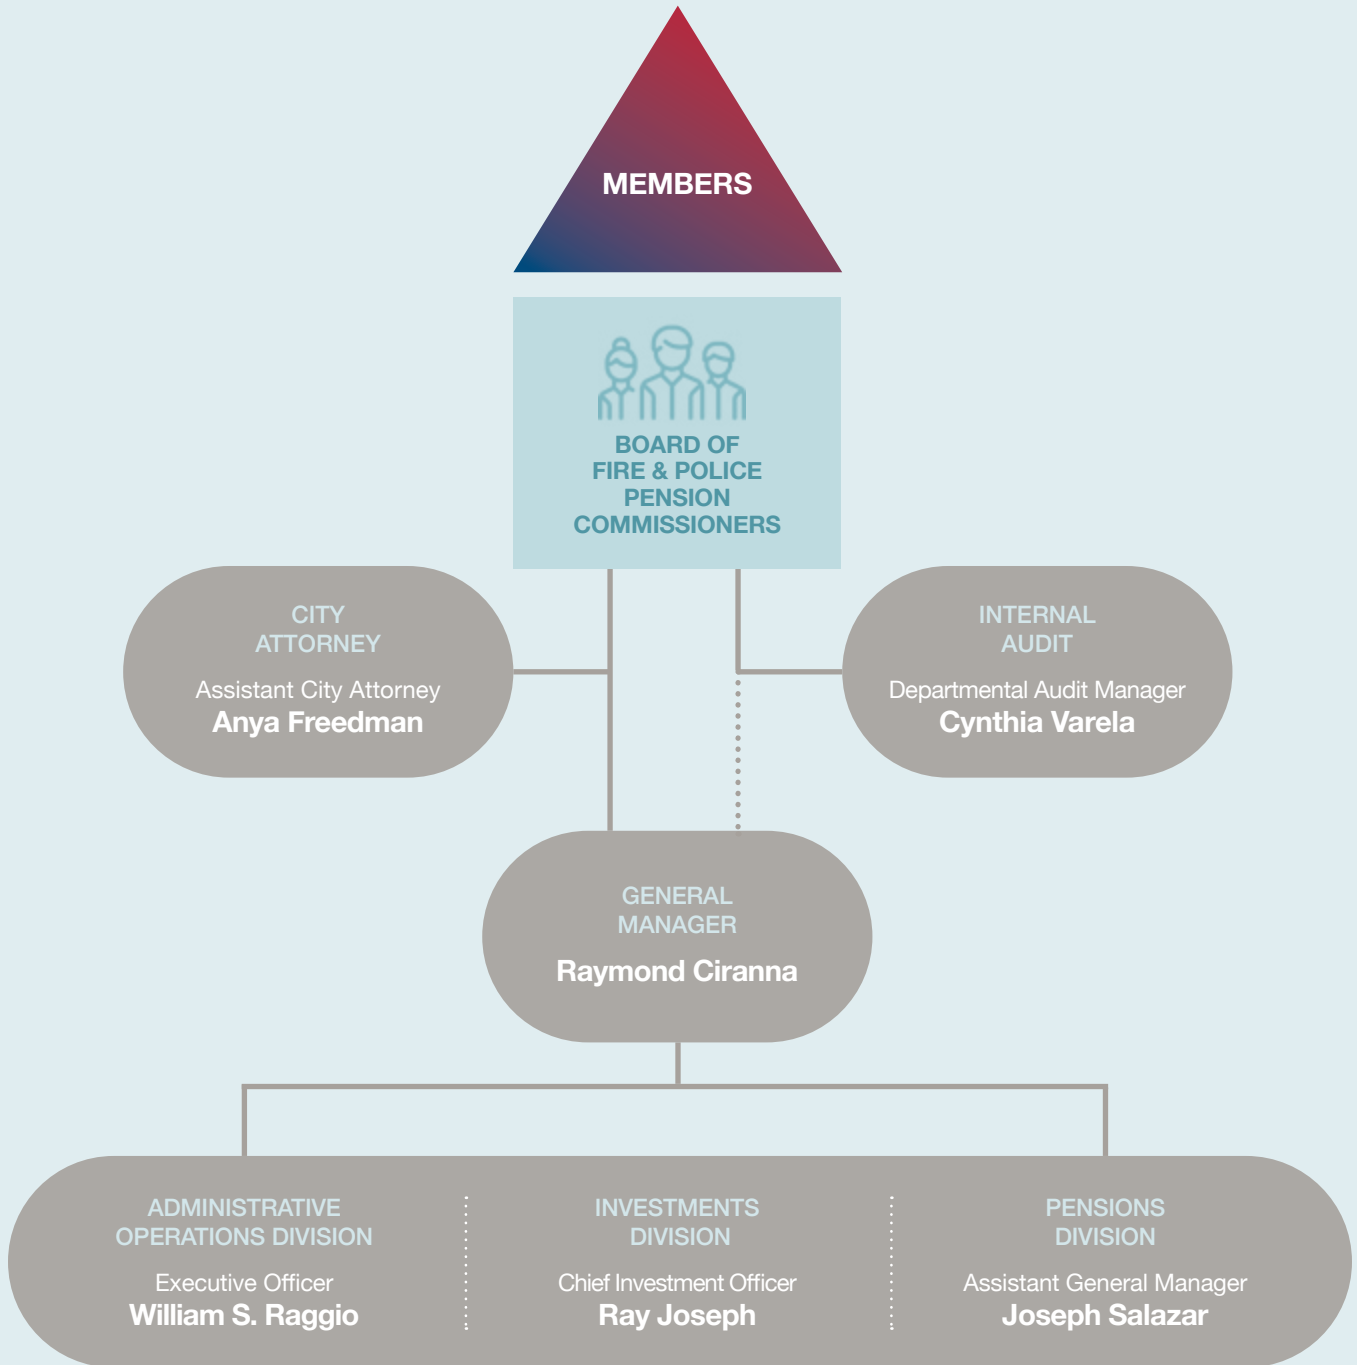 MEMBERS
BOARD OF
FIRE & POLICE
PENSION
COMMISSIONERS
CITY
ATTORNEY
Assistant City Attorney
Anya Freedman
INTERNAL
AUDIT
Departmental Audit Manager
Cynthia Varela
GENERAL
MANAGER
Raymond Ciranna
ADMINISTRATIVE
OPERATIONS DIVISION
Executive Officer
William S. Raggio
INVESTMENTS
DIVISION
Chief Investment Officer
Ray Joseph
PENSIONS
DIVISION
Assistant General Manager
Joseph Salazar